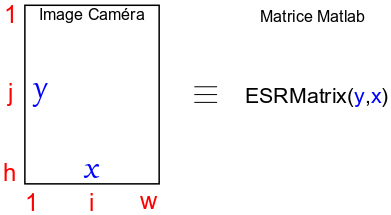 1
Image Caméra
Matrice Matlab
j
y
≡
ESRMatrix(y,x)
h
x
1
i
w